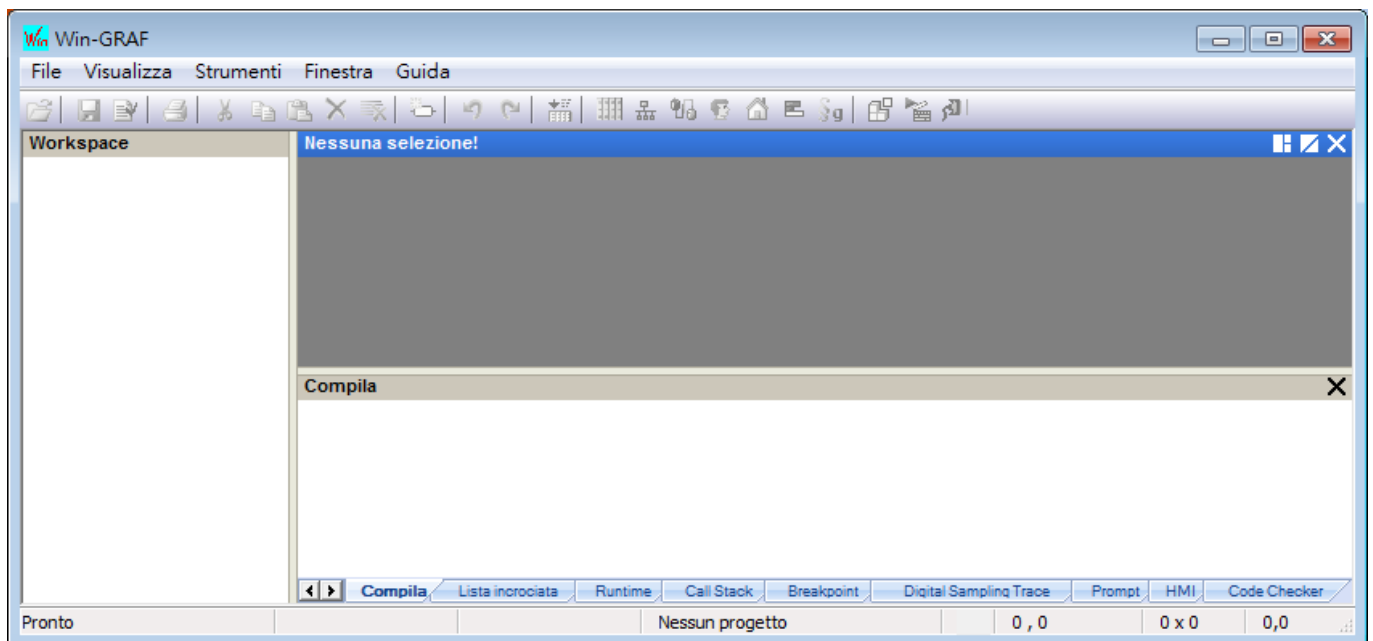 Win Win-GRAF
File Visualizza Strumenti Finestra Guida
Workspace
Nessuna selezione!
Compila
Compila Lista incrociata Runtime Call Stack Breakpoint Digital Sampling Trace Prompt HMI Code Checker
Pronto Nessun progetto 0 , 0 0 x 0 0,0